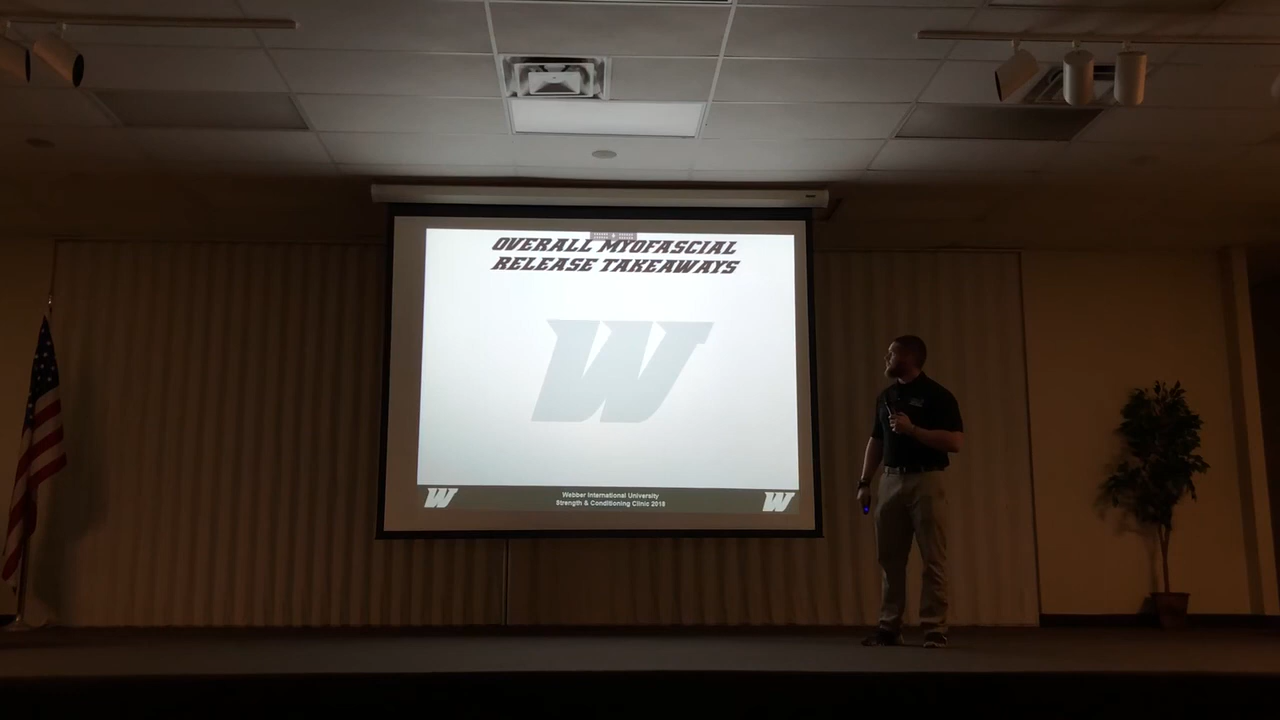 OVERALL MYOFASCIAL
RELEASE TAKEAWAYS
W
W
Webber International University
Strength & Conditioning Clinic 2018
W